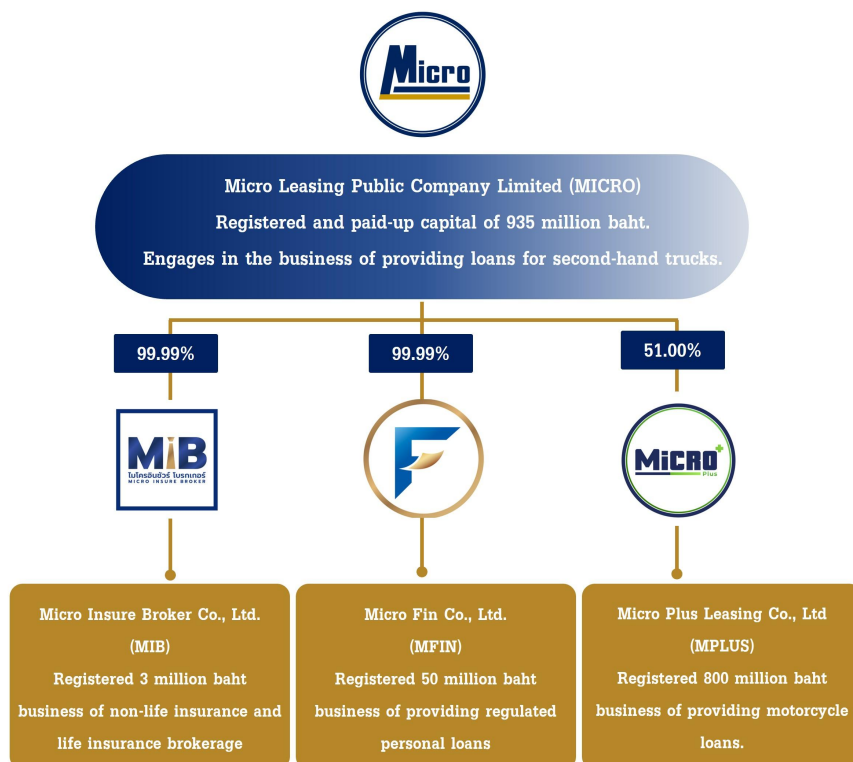 Micro
Micro Leasing Public Company Limited (MICRO)
Registered and paid-up capital of 935 million baht.
Engages in the business of providing loans for second-hand trucks.
99.99%
99.99%
51.00%
MiB
ไมโครอินชัวร์ โบรกเกอร์
MICRO INSURE BROKER
F
MiCRO+
Plus
Micro Insure Broker Co., Ltd.
(MIB)
Registered 3 million baht
business of non-life insurance and
life insurance brokerage
Micro Fin Co., Ltd.
(MFIN)
Registered 50 million baht
business of providing regulated
personal loans
Micro Plus Leasing Co., Ltd
(MPLUS)
Registered 800 million baht
business of providing motorcycle
loans.